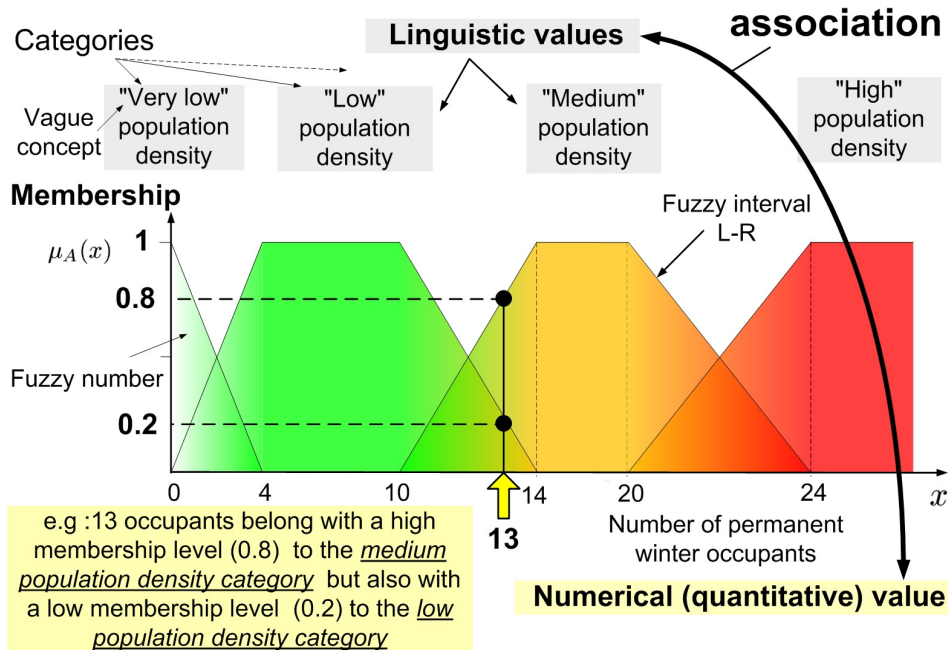 Categories
Linguistic values
association
Vague
concept
"Very low"
population
density
"Low"
population
density
"Medium"
population
density
"High"
population
density
Membership
μ_A(x)
1
0.8
0.2
Fuzzy number
Fuzzy interval
L-R
0
4
10
14
20
24
x
13
Number of permanent
winter occupants
Numerical (quantitative) value
e.g :13 occupants belong with a high
membership level (0.8) to the medium
population density category but also with
a low membership level (0.2) to the low
population density category